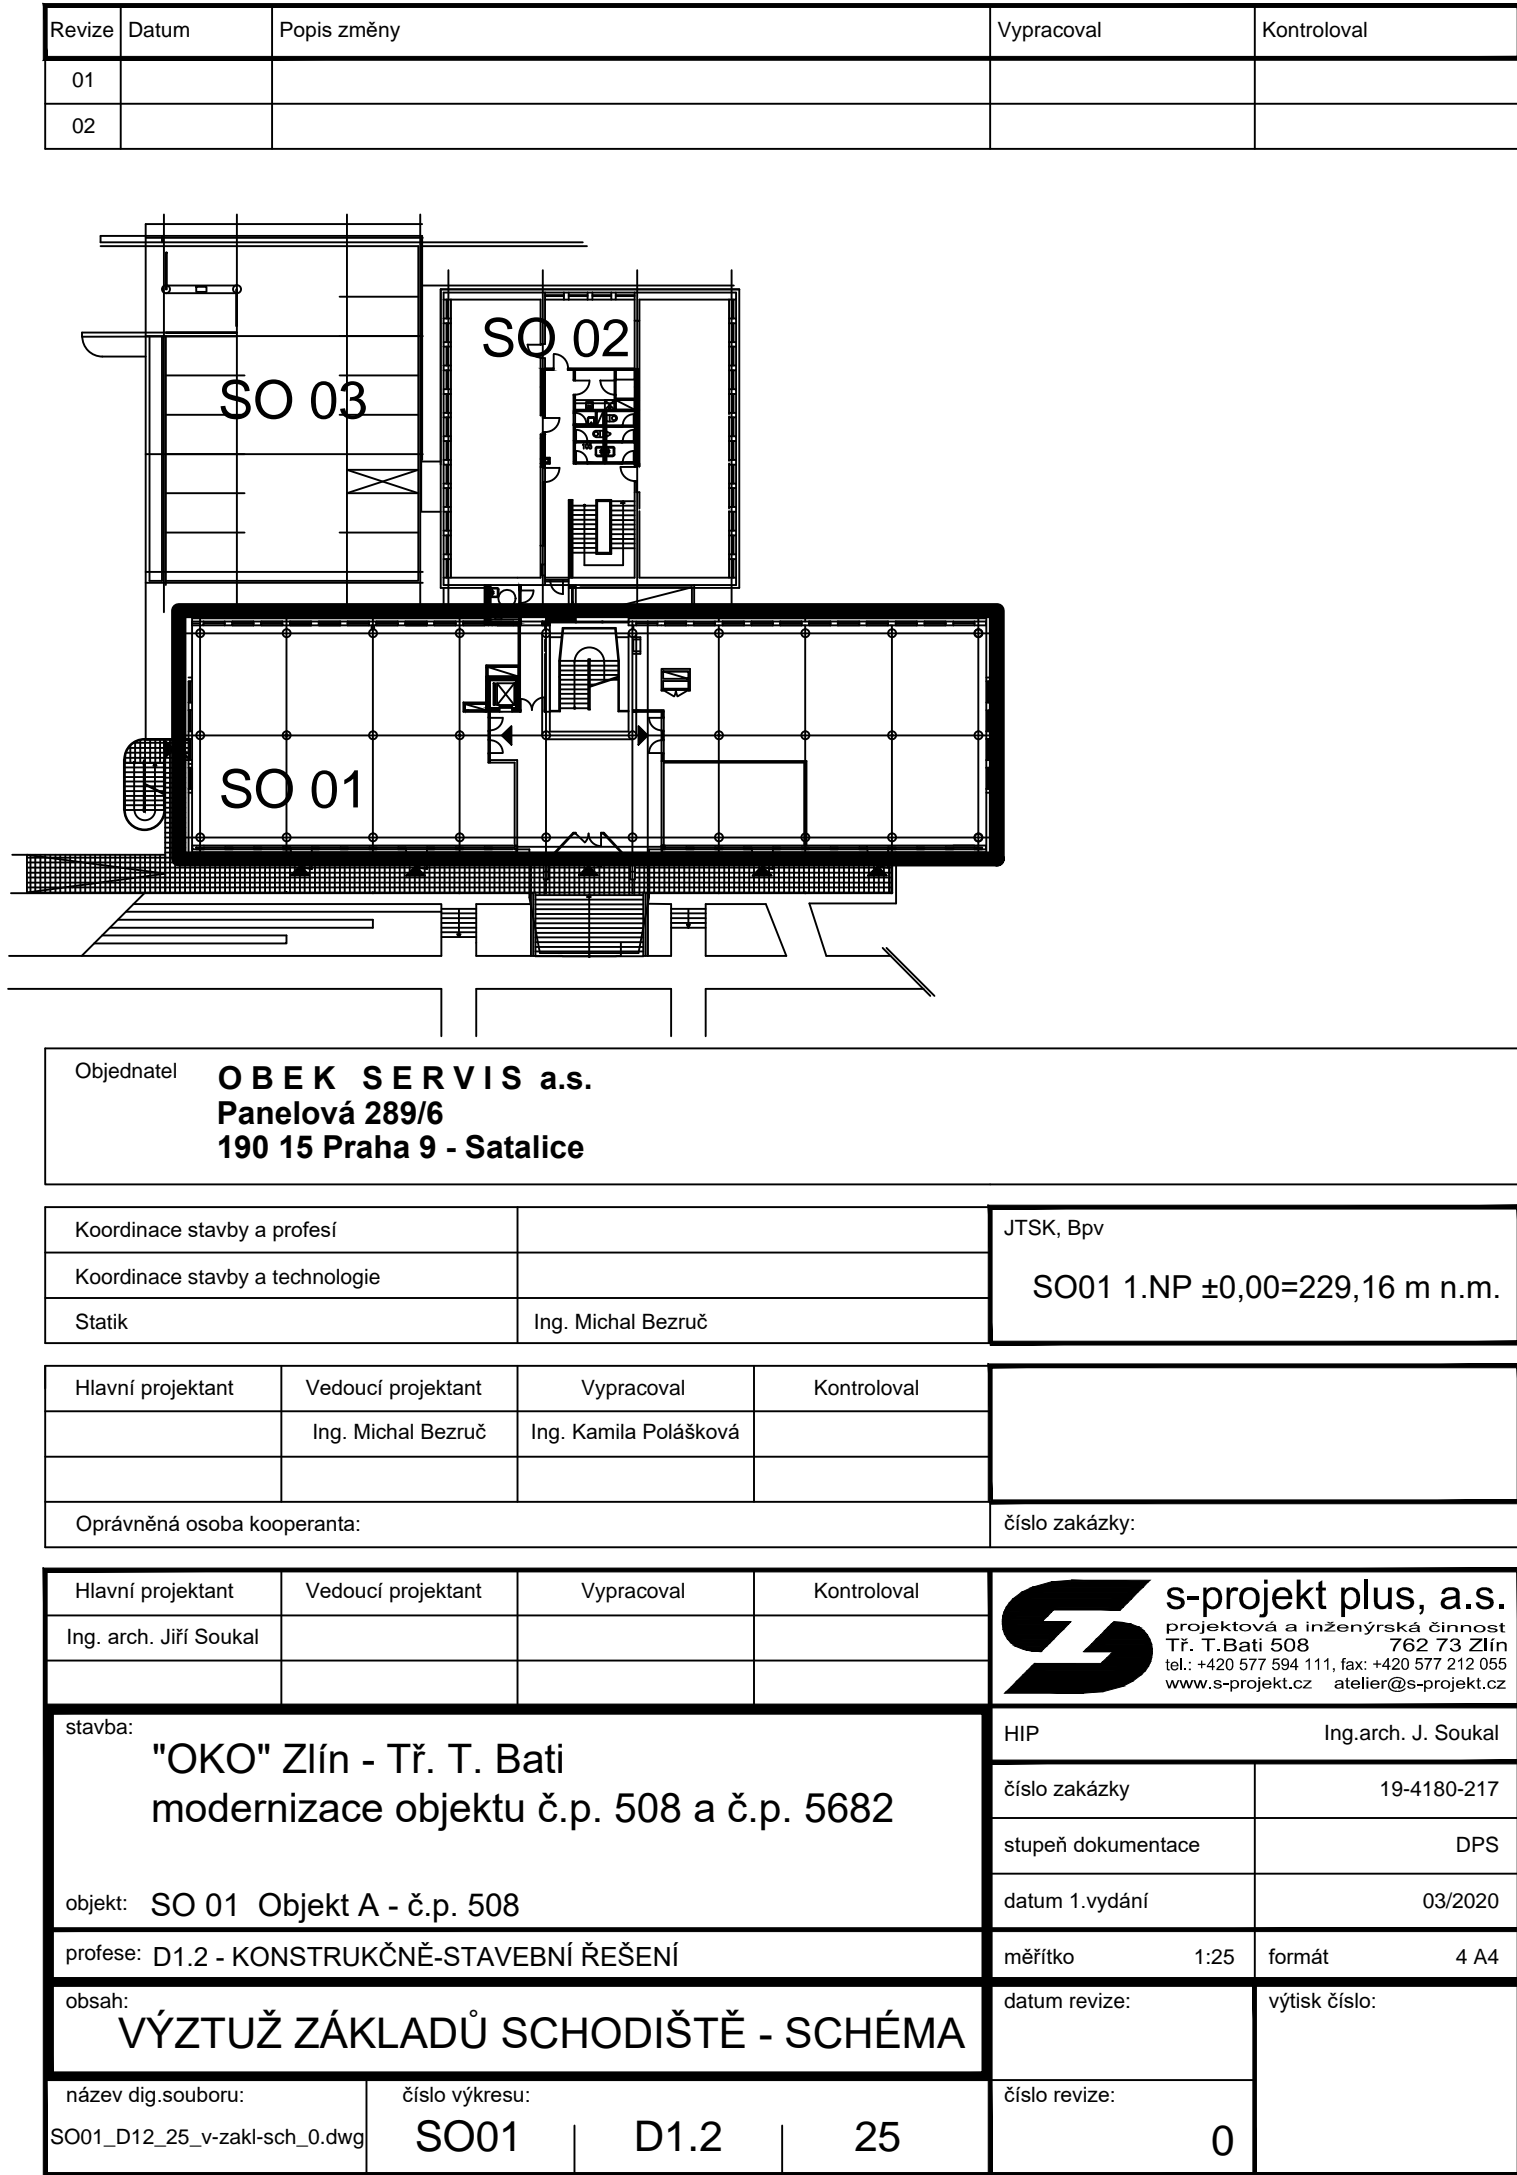 Revize Datum Popis změny Vypracoval Kontroloval
01
02
SO 02
SO 03
SO 01
Objednatel OBEK SERVIS a.s.
Panelová 289/6
190 15 Praha 9 - Satalice
Koordinace stavby a profesí
Koordinace stavby a technologie
Statik Ing. Michal Bezruč
JTSK, Bpv
SO01 1.NP ±0,00=229,16 m n.m.
Hlavní projektant Vedoucí projektant Vypracoval Kontroloval
Ing. Michal Bezruč Ing. Kamila Polášková
Oprávněná osoba kooperanta: číslo zakázky:
Hlavní projektant Vedoucí projektant Vypracoval Kontroloval
Ing. arch. Jiří Soukal
s-projekt plus, a.s.
projektová a inženýrská činnost
Tř. T.Bati 508 762 73 Zlín
tel.: +420 577 594 111, fax: +420 577 212 055
www.s-projekt.cz atelier@s-projekt.cz
stavba:
"OKO" Zlín - Tř. T. Bati
modernizace objektu č.p. 508 a č.p. 5682
objekt: SO 01 Objekt A - č.p. 508
profese: D1.2 - KONSTRUKČNĚ-STAVEBNÍ ŘEŠENÍ
obsah:
VÝZTUŽ ZÁKLADŮ SCHODIŠTĚ - SCHÉMA
HIP Ing.arch. J. Soukal
číslo zakázky 19-4180-217
stupeň dokumentace DPS
datum 1.vydání 03/2020
měřítko 1:25 formát 4 A4
datum revize: výtisk číslo:
název dig.souboru: číslo výkresu: číslo revize:
SO01_D12_25_v-zakl-sch_0.dwg SO01 D1.2 25 0